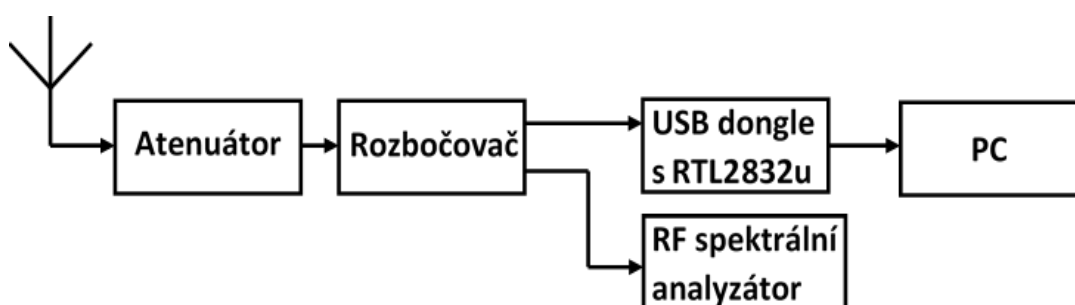 Atenuátor
Rozbočovač
USB dongle
s RTL2832u
PC
RF spektrální
analyzátor